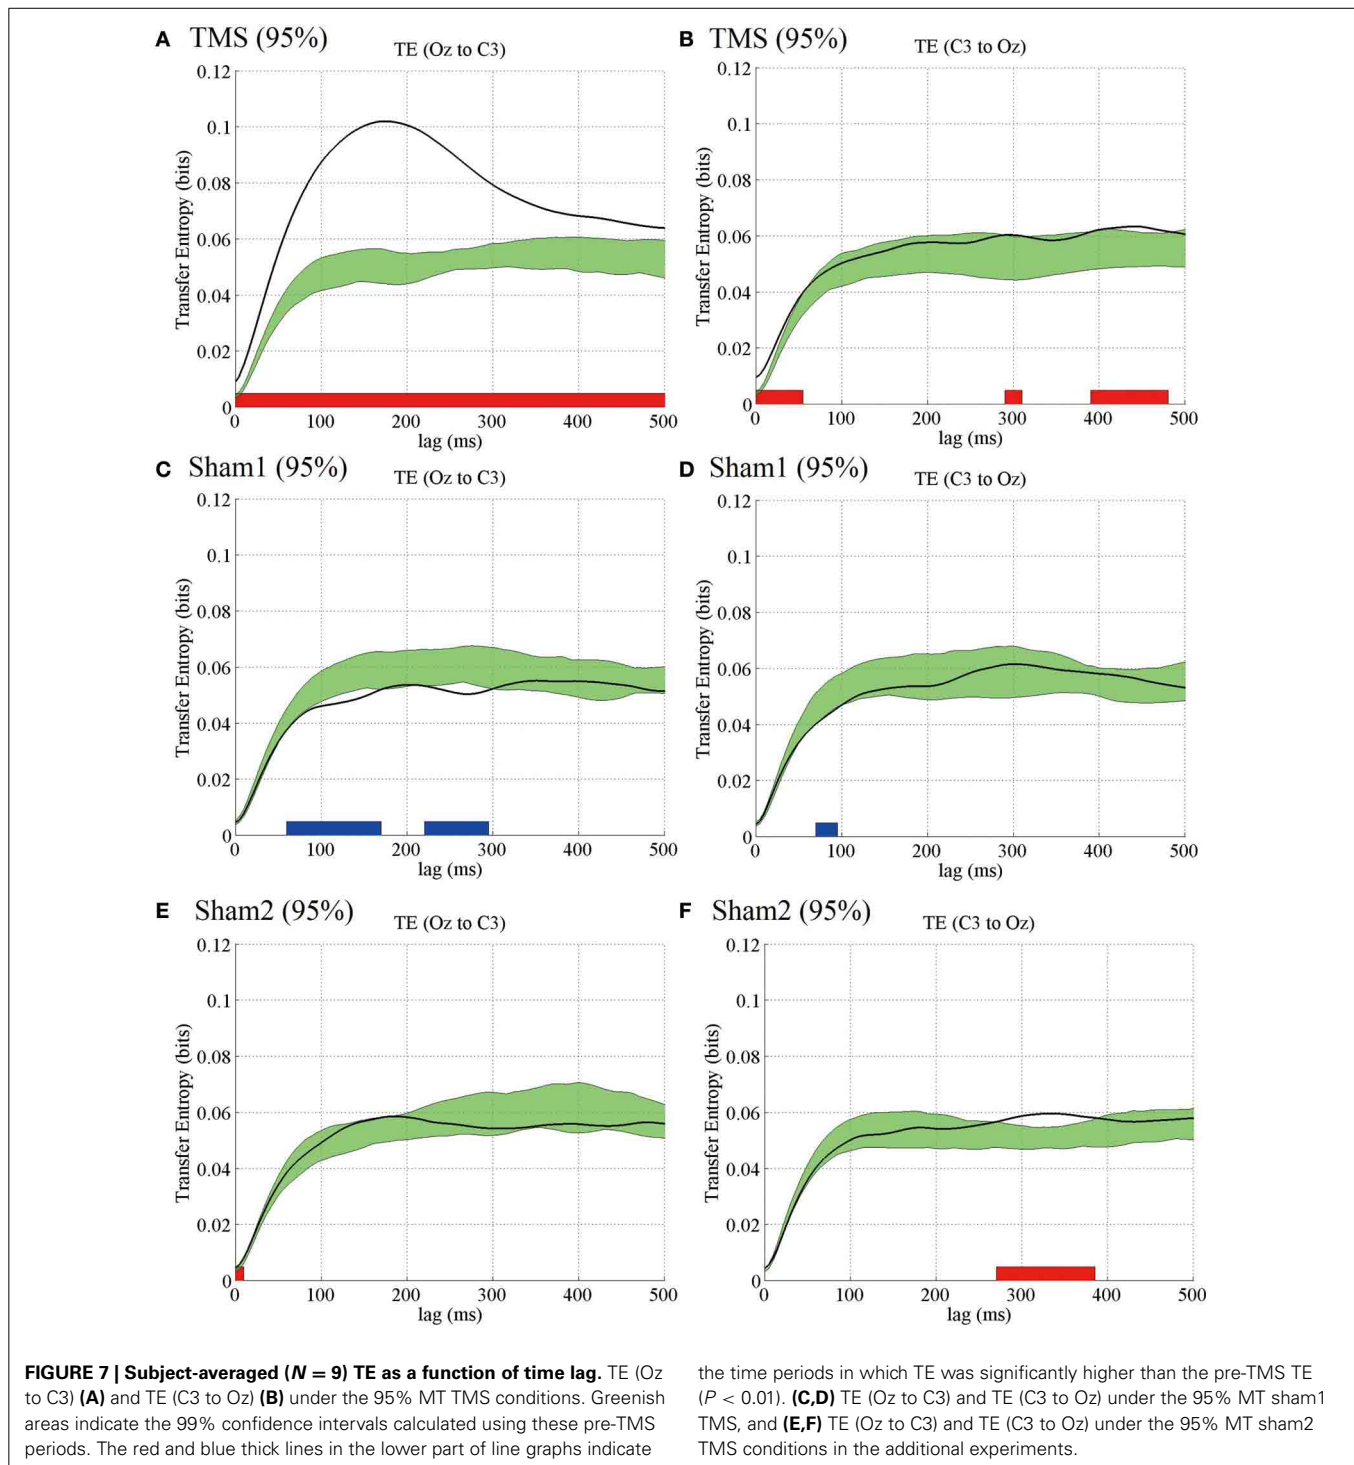 A TMS (95%)
TE (Oz to C3)
0.12
0.1
0.08
0.06
0.04
0.02
0
Transfer Entropy (bits)
0 100 200 300 400 500
lag (ms)
B TMS (95%)
TE (C3 to Oz)
0.12
0.1
0.08
0.06
0.04
0.02
0
Transfer Entropy (bits)
0 100 200 300 400 500
lag (ms)
C Sham1 (95%)
TE (Oz to C3)
0.12
0.1
0.08
0.06
0.04
0.02
0
Transfer Entropy (bits)
0 100 200 300 400 500
lag (ms)
D Sham1 (95%)
TE (C3 to Oz)
0.12
0.1
0.08
0.06
0.04
0.02
0
Transfer Entropy (bits)
0 100 200 300 400 500
lag (ms)
E Sham2 (95%)
TE (Oz to C3)
0.12
0.1
0.08
0.06
0.04
0.02
0
Transfer Entropy (bits)
0 100 200 300 400 500
lag (ms)
F Sham2 (95%)
TE (C3 to Oz)
0.12
0.1
0.08
0.06
0.04
0.02
0
Transfer Entropy (bits)
0 100 200 300 400 500
lag (ms)
FIGURE 7 | Subject-averaged (N = 9) TE as a function of time lag. TE (Oz
to C3) (A) and TE (C3 to Oz) (B) under the 95% MT TMS conditions. Greenish
areas indicate the 99% confidence intervals calculated using these pre-TMS
periods. The red and blue thick lines in the lower part of line graphs indicate
the time periods in which TE was significantly higher than the pre-TMS TE
(P < 0.01). (C,D) TE (Oz to C3) and TE (C3 to Oz) under the 95% MT sham1
TMS, and (E,F) TE (Oz to C3) and TE (C3 to Oz) under the 95% MT sham2
TMS conditions in the additional experiments.